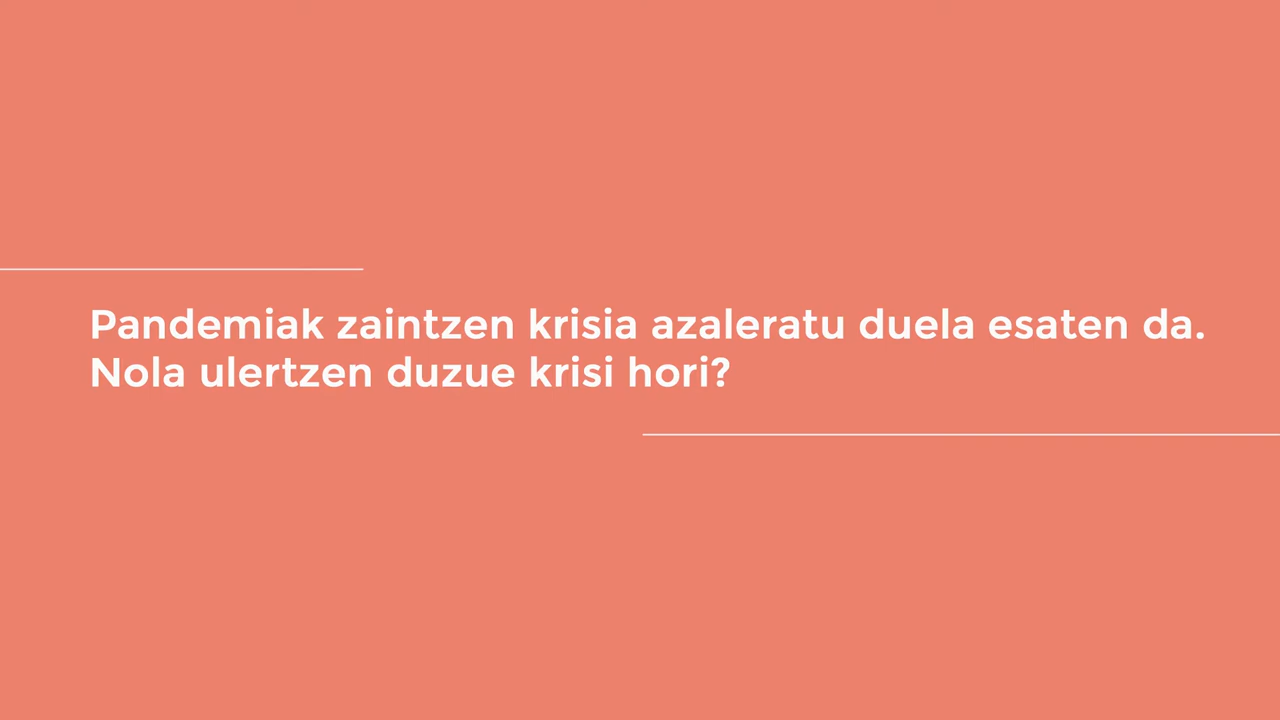 Pandemiak zaintzen krisia azaleratu duela esaten da.
Nola ulertzen duzue krisi hori?